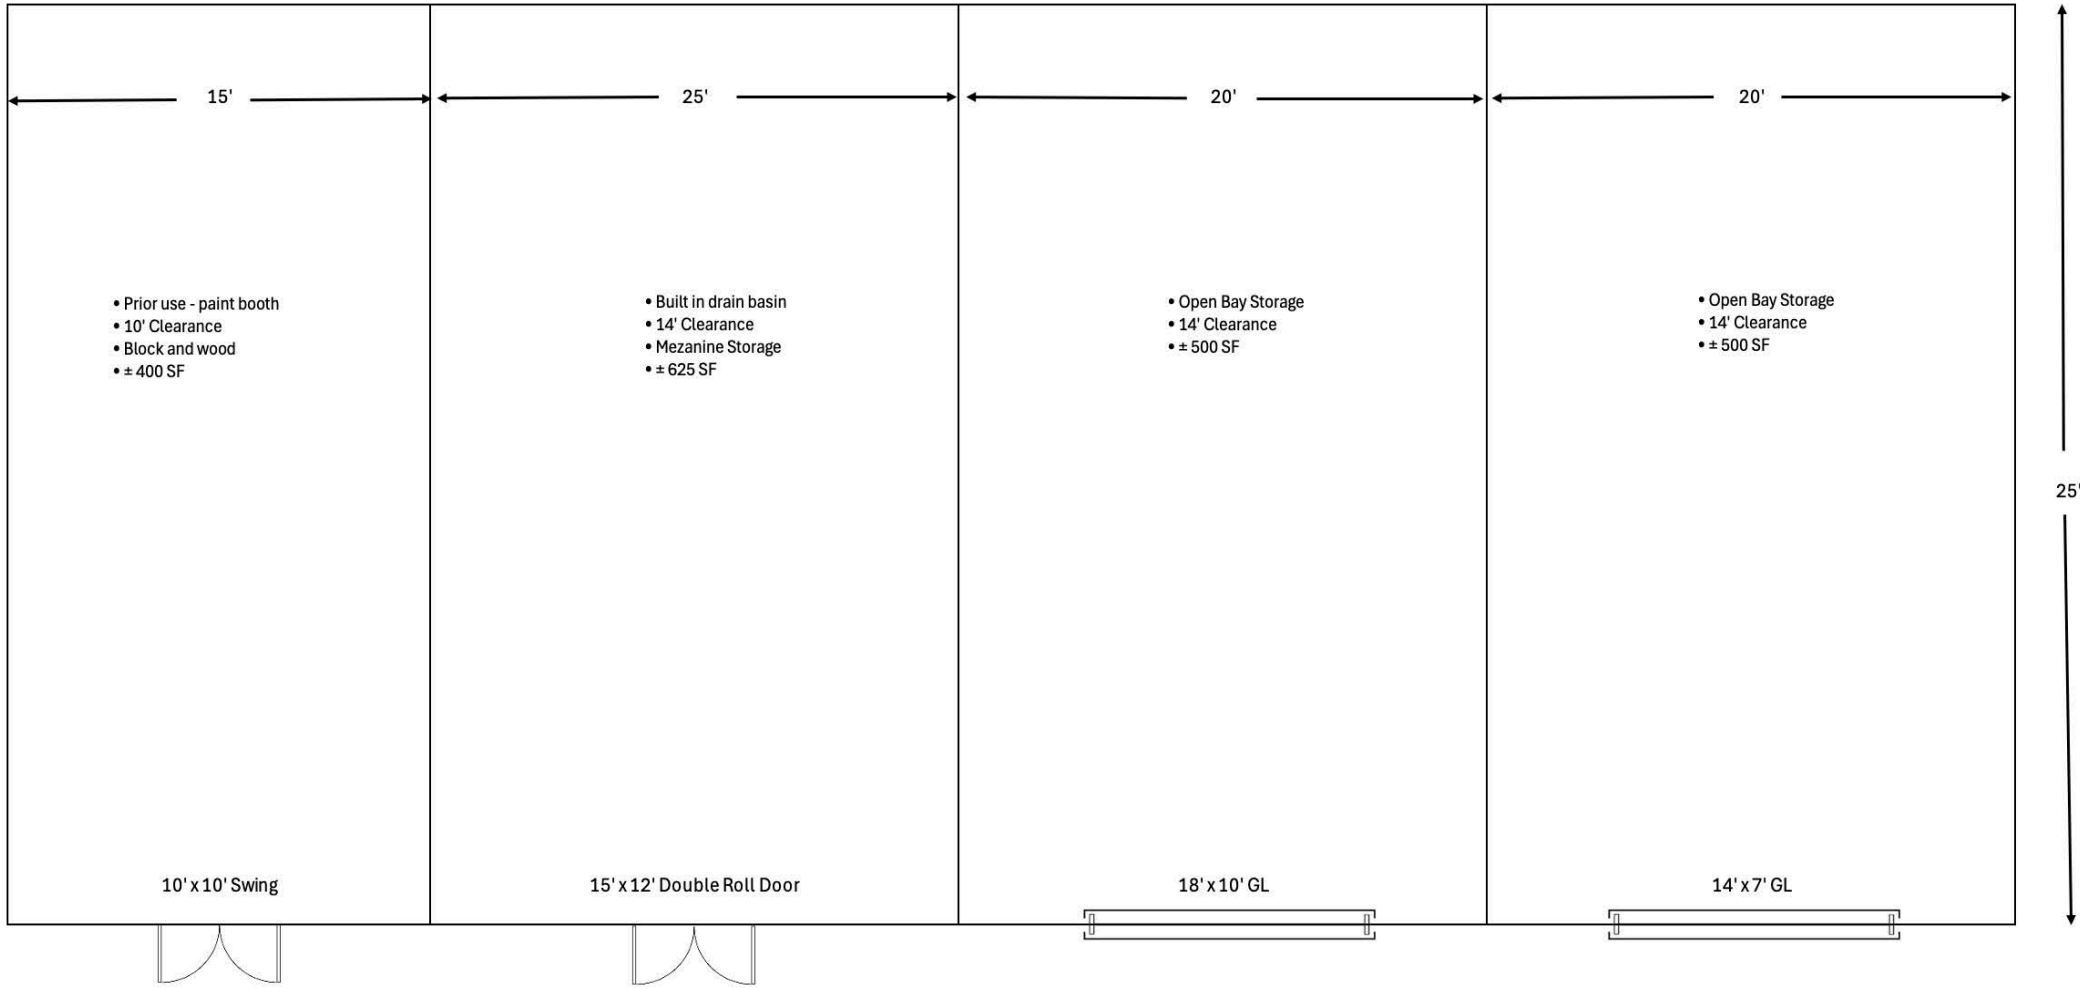 15'
25'
20'
20'
• Prior use - paint booth
• 10' Clearance
• Block and wood
• ± 400 SF
• Built in drain basin
• 14' Clearance
• Mezanine Storage
• ± 625 SF
• Open Bay Storage
• 14' Clearance
• ± 500 SF
• Open Bay Storage
• 14' Clearance
• ± 500 SF
25'
10' x 10' Swing
15' x 12' Double Roll Door
18' x 10' GL
14' x 7' GL